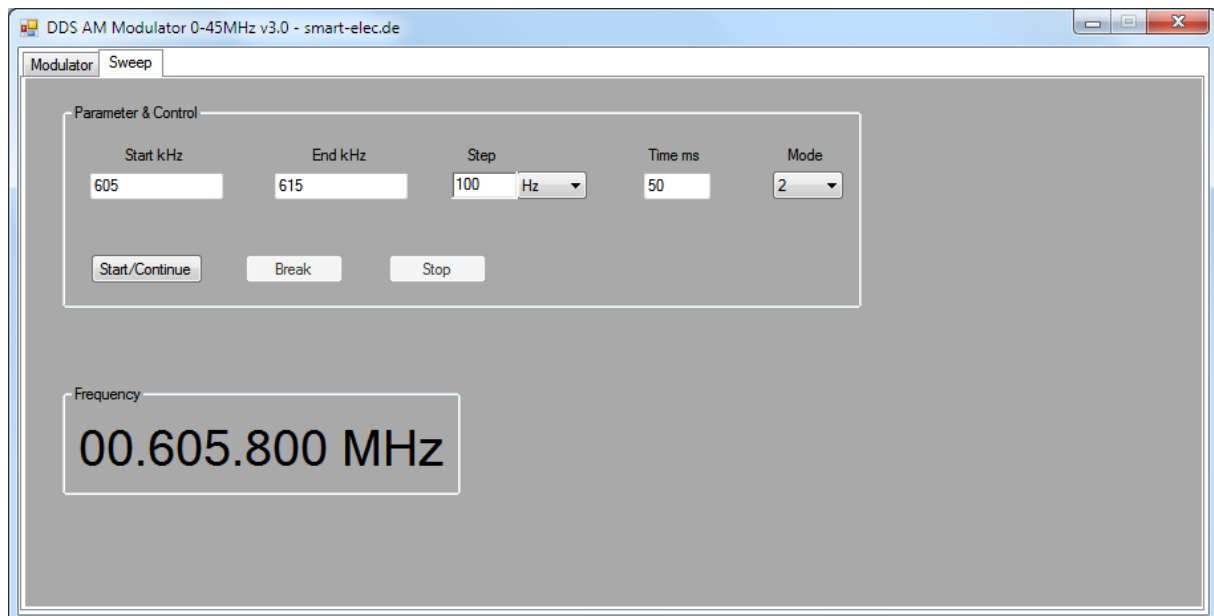 DDS AM Modulator 0-45MHz v3.0 - smart-elec.de
Modulator Sweep
Parameter & Control
Start kHz End kHz Step Time ms Mode
605 615 100 Hz 50 2
Start/Continue Break Stop
Frequency
00.605.800 MHz